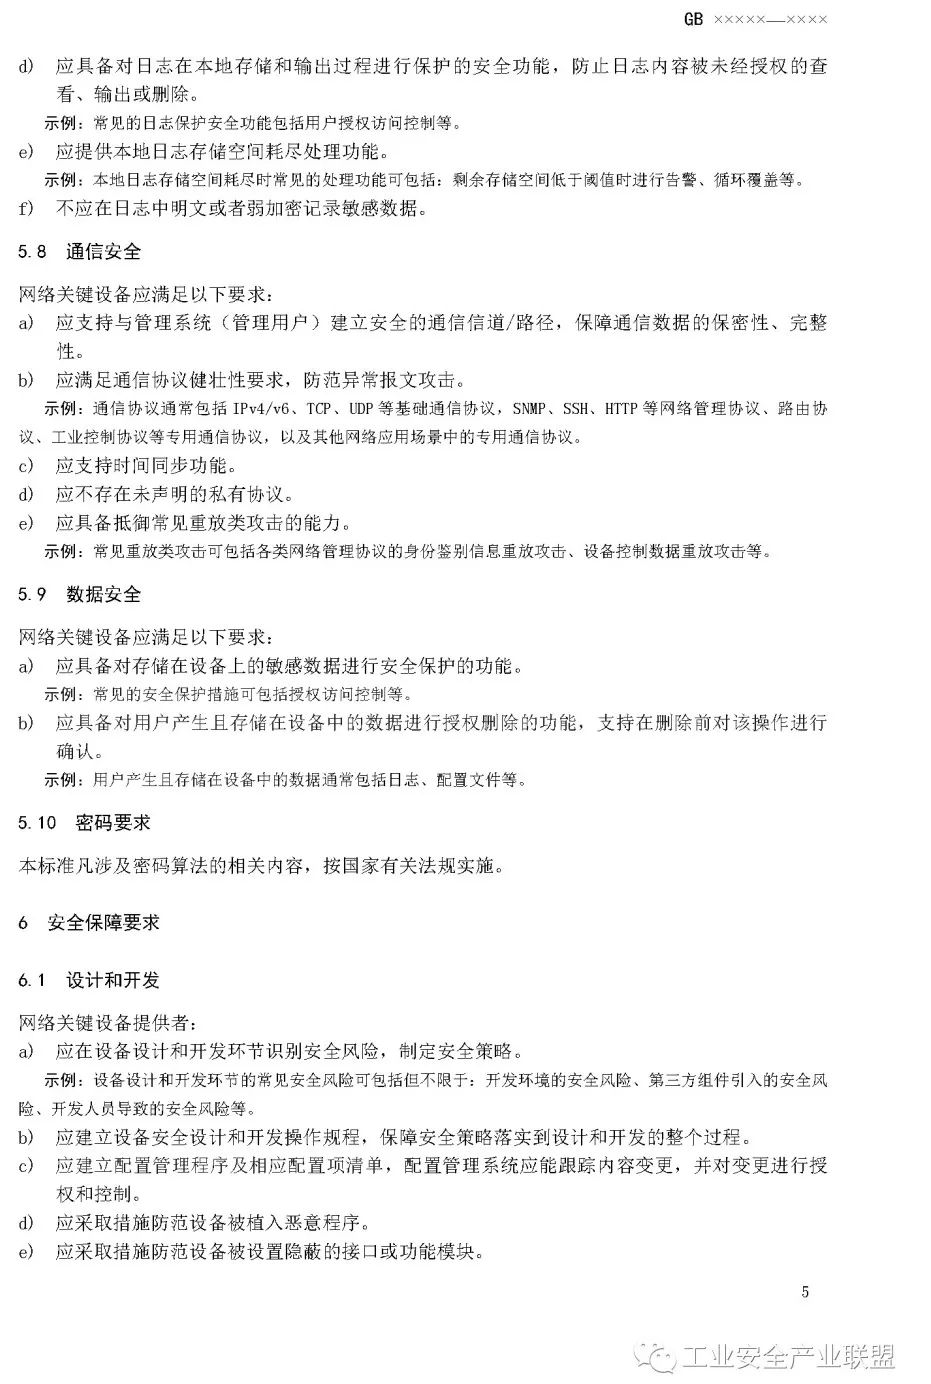 GB ×××××—××××
d) 应具备对日志在本地存储和输出过程进行保护的安全功能，防止日志内容被未经授权的查
看、输出或删除。
示例：常见的日志保护安全功能包括用户授权访问控制等。
e) 应提供本地日志存储空间耗尽处理功能。
示例：本地日志存储空间耗尽时常见的处理功能可包括：剩余存储空间低于阈值时进行告警、循环覆盖等。
f) 不应在日志中明文或者弱加密记录敏感数据。
5.8 通信安全
网络关键设备应满足以下要求：
a) 应支持与管理系统（管理用户）建立安全的通信信道/路径，保障通信数据的保密性、完整
性。
b) 应满足通信协议健壮性要求，防范异常报文攻击。
示例：通信协议通常包括 IPv4/v6、TCP、UDP 等基础通信协议，SNMP、SSH、HTTP 等网络管理协议、路由协
议、工业控制协议等专用通信协议，以及其他网络应用场景中的专用通信协议。
c) 应支持时间同步功能。
d) 应不存在未声明的私有协议。
e) 应具备抵御常见重放类攻击的能力。
示例：常见重放类攻击可包括各类网络管理协议的身份鉴别信息重放攻击、设备控制数据重放攻击等。
5.9 数据安全
网络关键设备应满足以下要求：
a) 应具备对存储在设备上的敏感数据进行安全保护的功能。
示例：常见的安全保护措施可包括授权访问控制等。
b) 应具备对用户产生且存储在设备中的数据进行授权删除的功能，支持在删除前对该操作进行
确认。
示例：用户产生且存储在设备中的数据通常包括日志、配置文件等。
5.10 密码要求
本标准凡涉及密码算法的相关内容，按国家有关法规实施。
6 安全保障要求
6.1 设计和开发
网络关键设备提供者：
a) 应在设备设计和开发环节识别安全风险，制定安全策略。
示例：设备设计和开发环节的常见安全风险可包括但不限于：开发环境的安全风险、第三方组件引入的安全风
险、开发人员导致的安全风险等。
b) 应建立设备安全设计和开发操作规程，保障安全策略落实到设计和开发的整个过程。
c) 应建立配置管理程序及相应配置项清单，配置管理系统应能跟踪内容变更，并对变更进行授
权和控制。
d) 应采取措施防范设备被植入恶意程序。
e) 应采取措施防范设备被设置隐蔽的接口或功能模块。
5
工业安全产业联盟